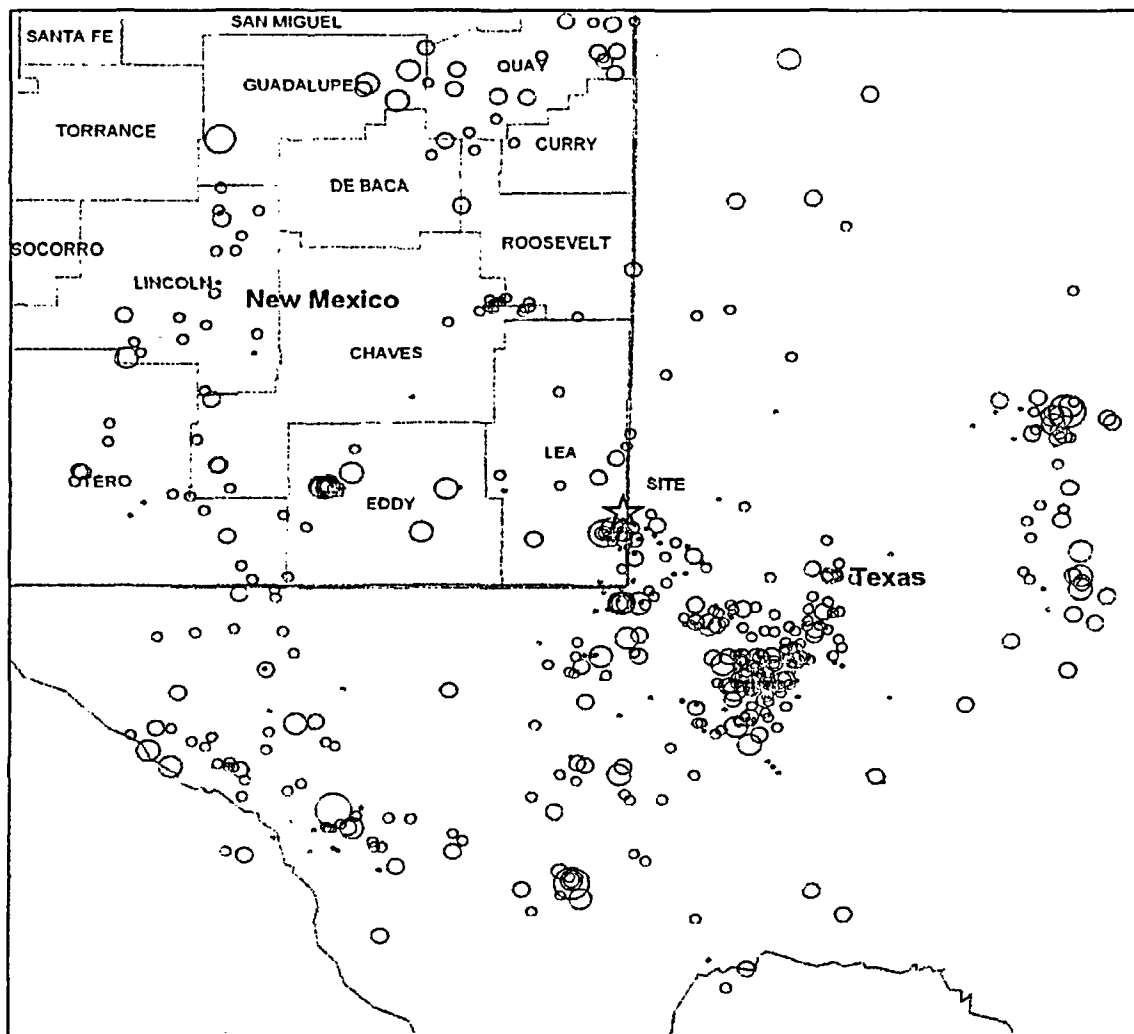 SAN MIGUEL
SANTA FE
QUAY
GUADALUPE
TORRANCE
CURRY
DE BACA
SOCORRO
ROOSEVELT
LINCOLN
New Mexico
CHAVES
LEA
OTERO
SITE
EDDY
Texas